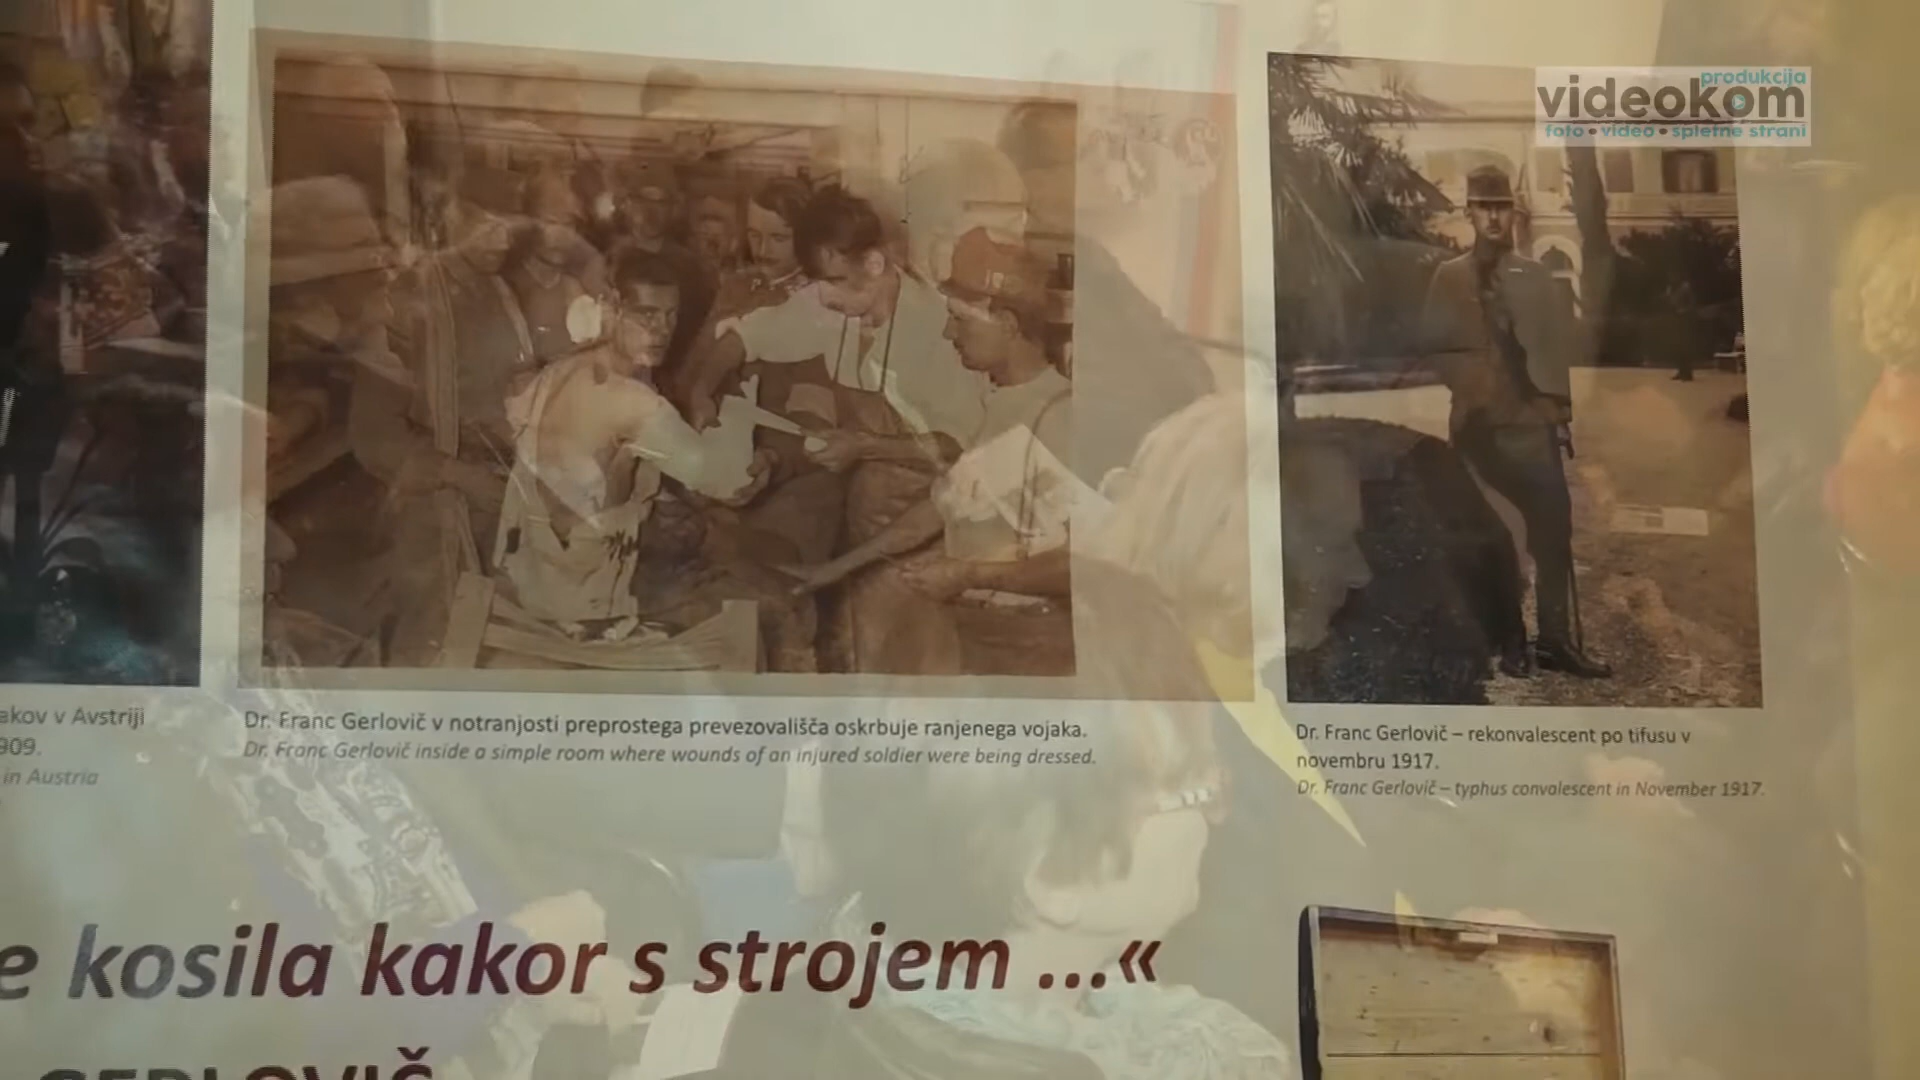 produkcija
videokom
foto • video • spletne strani
akov v Avstriji
909.
in Austria
Dr. Franc Gerlovič v notranjosti preprostega prevezovališča oskrbuje ranjenega vojaka.
Dr. Franc Gerlovič inside a simple room where wounds of an injured soldier were being dressed.
Dr. Franc Gerlovič – rekonvalescent po tifusu v
novembru 1917.
Dr. Franc Gerlovič – typhus convalescent in November 1917.
e kosila kakor s strojem ...«
GERLOVIČ